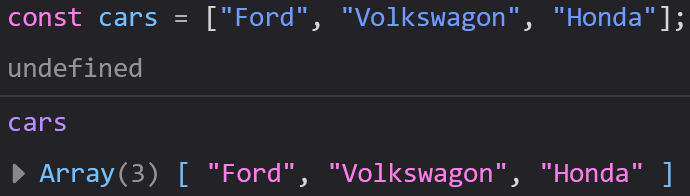 const cars = ["Ford", "Volkswagon", "Honda"];
undefined
cars
Array(3) [ "Ford", "Volkswagon", "Honda" ]